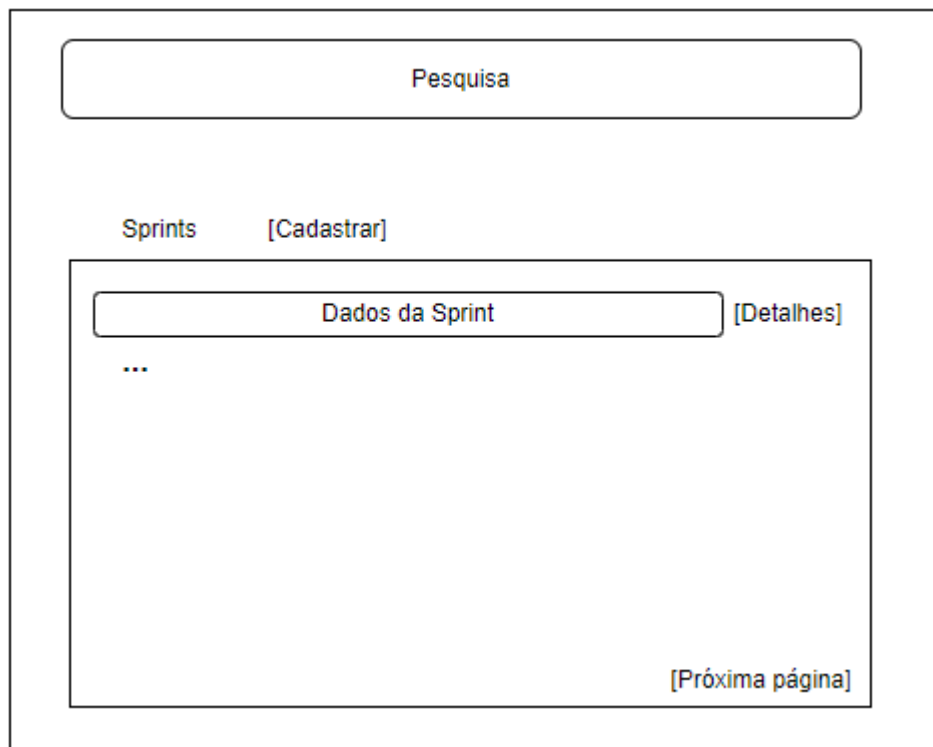 Pesquisa
Sprints [Cadastrar]
Dados da Sprint [Detalhes]
...
[Próxima página]